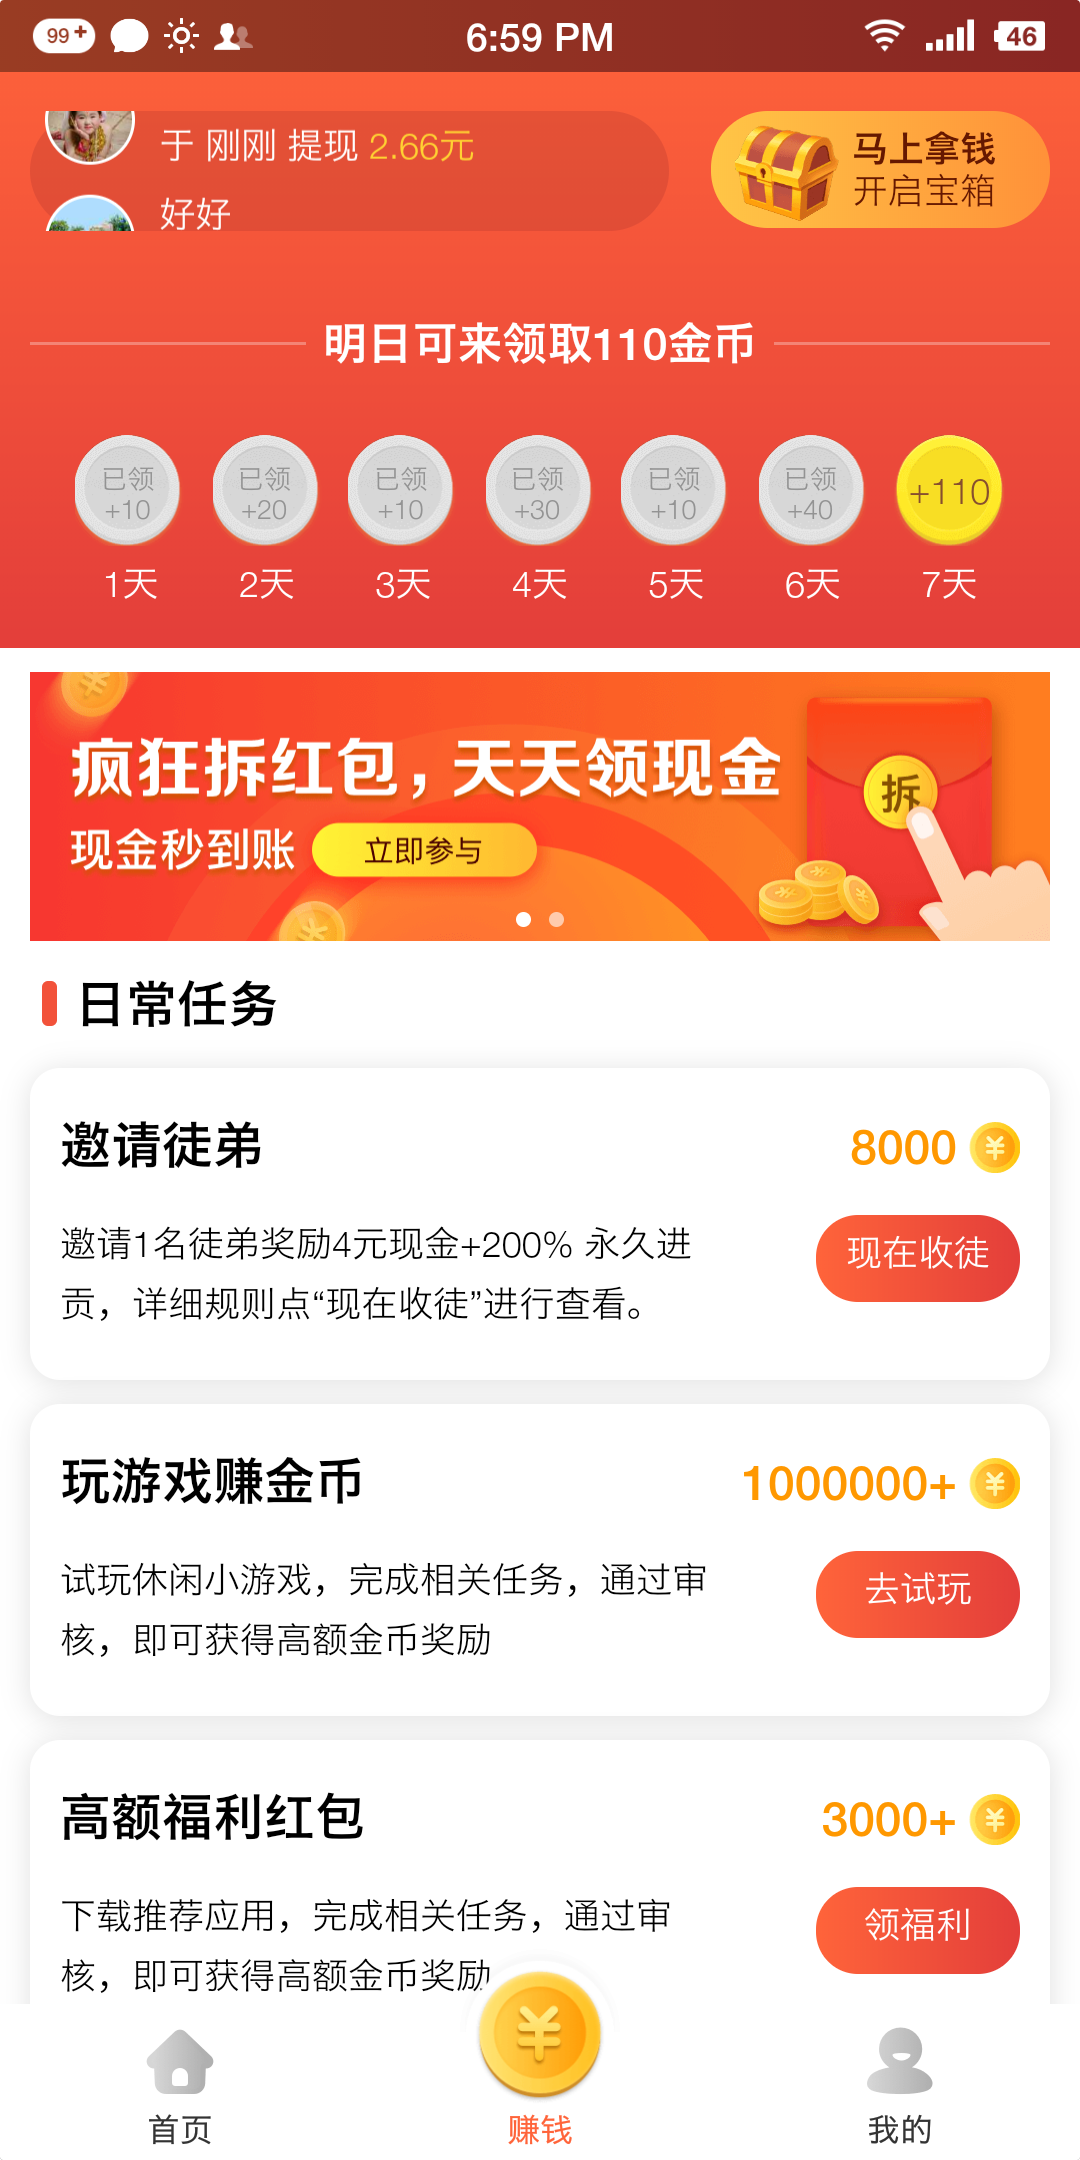 99+
6:59 PM
46
于 刚刚 提现 2.66元
好好
马上拿钱
开启宝箱
明日可来领取110金币
已领 已领 已领 已领 已领 已领
+10 +20 +10 +30 +10 +40 +110
1天 2天 3天 4天 5天 6天 7天
疯狂拆红包，天天领现金
拆
现金秒到账 立即参与
日常任务
邀请徒弟 8000
邀请1名徒弟奖励4元现金+200% 永久进
贡，详细规则点“现在收徒”进行查看。
现在收徒
玩游戏赚金币 1000000+
试玩休闲小游戏，完成相关任务，通过审
核，即可获得高额金币奖励
去试玩
高额福利红包 3000+
下载推荐应用，完成相关任务，通过审
核，即可获得高额金币奖励
领福利
首页 赚钱 我的